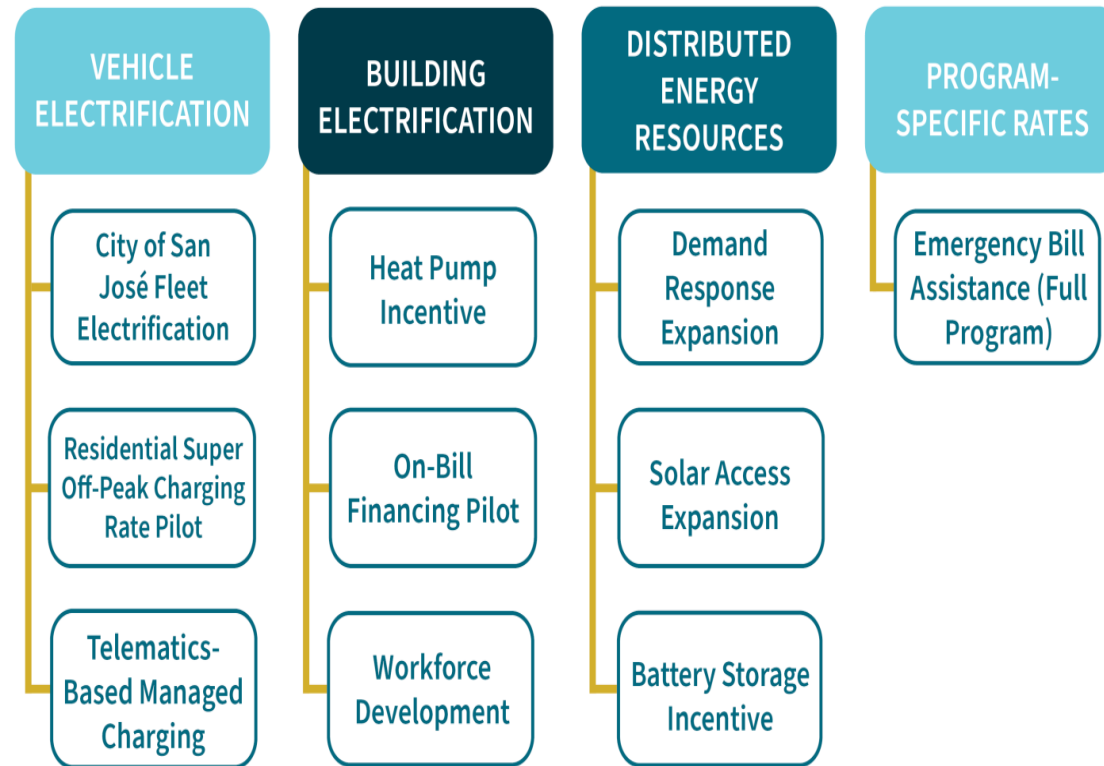 VEHICLE
ELECTRIFICATION
City of San
José Fleet
Electrification
Residential Super
Off-Peak Charging
Rate Pilot
Telematics-
Based Managed
Charging
BUILDING
ELECTRIFICATION
Heat Pump
Incentive
On-Bill
Financing Pilot
Workforce
Development
DISTRIBUTED
ENERGY
RESOURCES
Demand
Response
Expansion
Solar Access
Expansion
Battery Storage
Incentive
PROGRAM-
SPECIFIC RATES
Emergency Bill
Assistance (Full
Program)